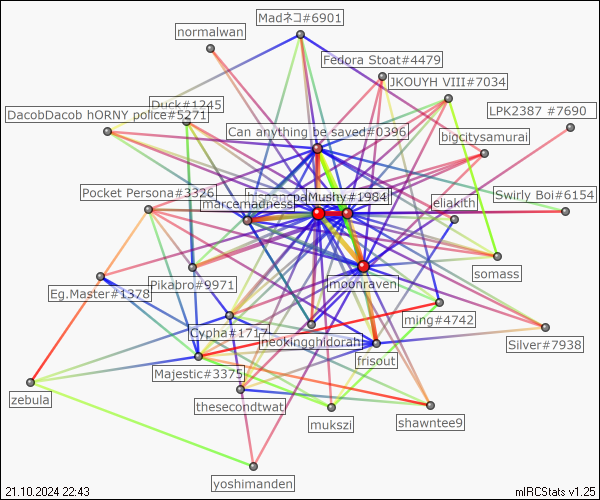 Madネコ#6901
normalwan
Fedora Stoat#4479
JKOUYH VIII#7034
Duck#1245
DacobDacob hORNY police#5271
LPK2387 #7690
Can anything be saved#0396
bigcitysamurai
Pocket Persona#3326
Mushy#1984
Swirly Boi#6154
marcemadness
eliakith
somass
Pikabro#9971
moonraven
Eg.Master#1378
ming#4742
Cypha#1717
neokingghidorah
Silver#7938
frisout
Majestic#3375
zebula
thesecondtwat
mukszi
shawntee9
yoshimanden
21.10.2024 22:43
mIRCStats v1.25